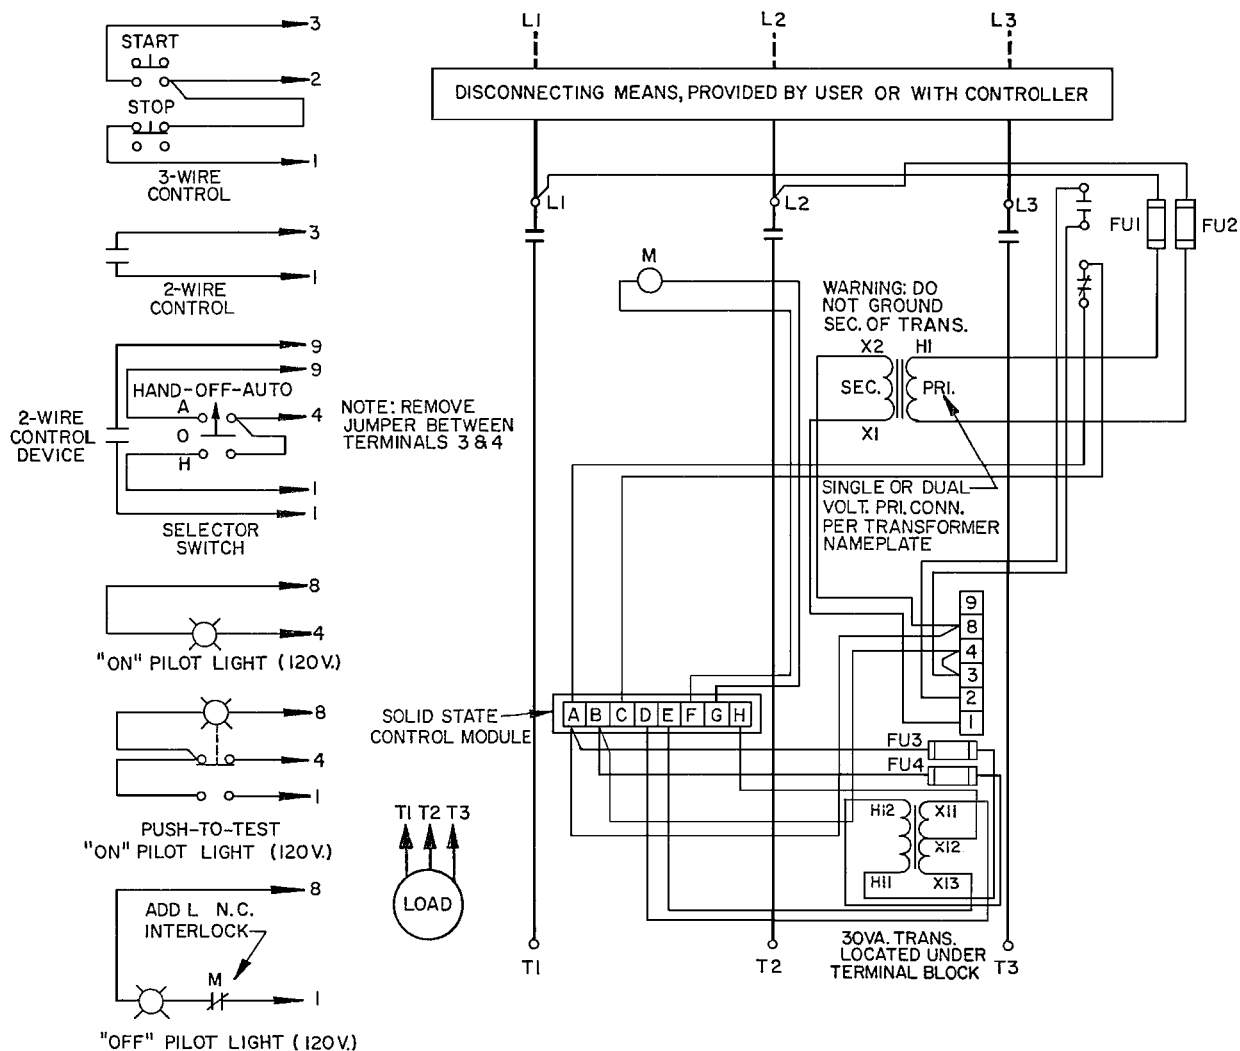 3
START
2
STOP
1
3-WIRE
CONTROL
3
1
2-WIRE
CONTROL
9
9
HAND-OFF-AUTO
A
4
O
H
2-WIRE
CONTROL
DEVICE
1
1
SELECTOR
SWITCH
NOTE: REMOVE
JUMPER BETWEEN
TERMINALS 3 & 4
8
4
"ON" PILOT LIGHT (120V.)
8
4
1
PUSH-TO-TEST
"ON" PILOT LIGHT (120V.)
8
ADD L N.C.
INTERLOCK
M
1
"OFF" PILOT LIGHT (120V.)
L1
L2
L3
DISCONNECTING MEANS, PROVIDED BY USER OR WITH CONTROLLER
L1
L2
L3
FU1
FU2
M
WARNING: DO
NOT GROUND
SEC. OF TRANS.
X2
H1
SEC.
PRI.
X1
SINGLE OR DUAL
VOLT. PRI. CONN.
PER TRANSFORMER
NAMEPLATE
9
8
4
3
2
1
SOLID STATE
CONTROL MODULE
A B C D E F G H
FU3
FU4
H12
X11
X12
H11
X13
T1 T2 T3
LOAD
30VA. TRANS.
LOCATED UNDER
TERMINAL BLOCK
T1
T2
T3